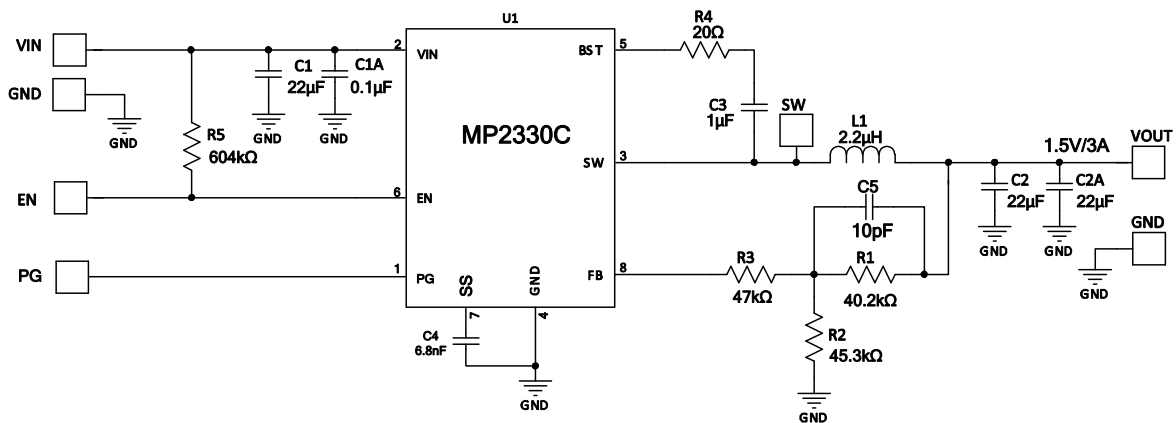 U1
VIN
2
VIN
C1
22µF
GND
C1A
0.1µF
GND
GND
GND
R5
604kΩ
EN
6
EN
PG
1
PG
MP2330C
SS
7
GND
4
C4
6.8nF
GND
BST
5
R4
20Ω
C3
1µF
SW
3
SW
L1
2.2µH
1.5V/3A
VOUT
C2
22µF
GND
C2A
22µF
GND
GND
GND
C5
10pF
FB
8
R3
47kΩ
R1
40.2kΩ
R2
45.3kΩ
GND